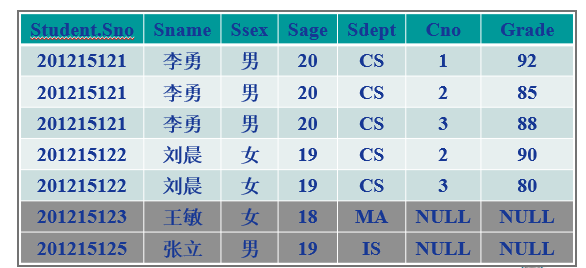 Student.Sno Sname Ssex Sage Sdept Cno Grade
201215121 李勇 男 20 CS 1 92
201215121 李勇 男 20 CS 2 85
201215121 李勇 男 20 CS 3 88
201215122 刘晨 女 19 CS 2 90
201215122 刘晨 女 19 CS 3 80
201215123 王敏 女 18 MA NULL NULL
201215125 张立 男 19 IS NULL NULL